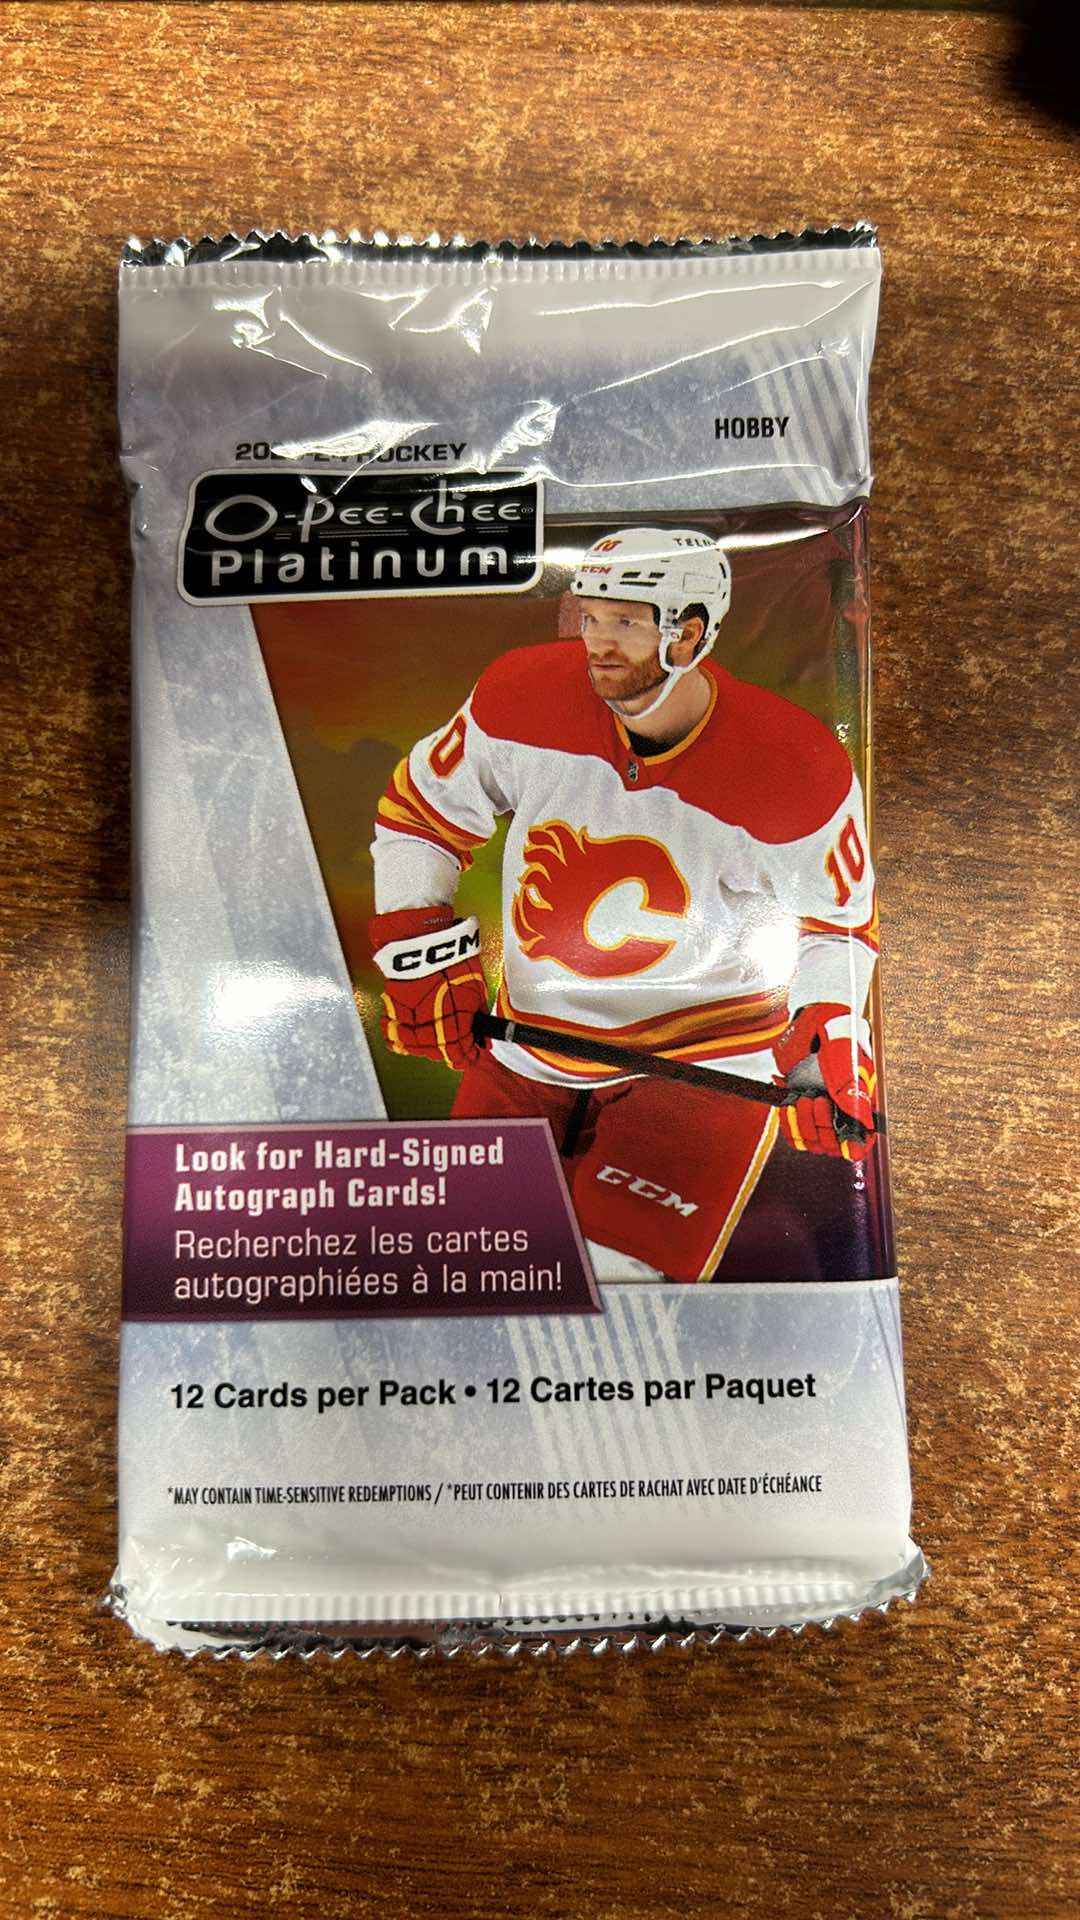 HOCKEY
HOBBY
O-Pee-Chee
Platinum
10
TELUS
CCM
10
10
CCM
CCM
Look for Hard-Signed
Autograph Cards!
Recherchez les cartes
autographiées à la main!
12 Cards per Pack • 12 Cartes par Paquet
*MAY CONTAIN TIME-SENSITIVE REDEMPTIONS / *PEUT CONTENIR DES CARTES DE RACHAT AVEC DATE D'ÉCHÉANCE